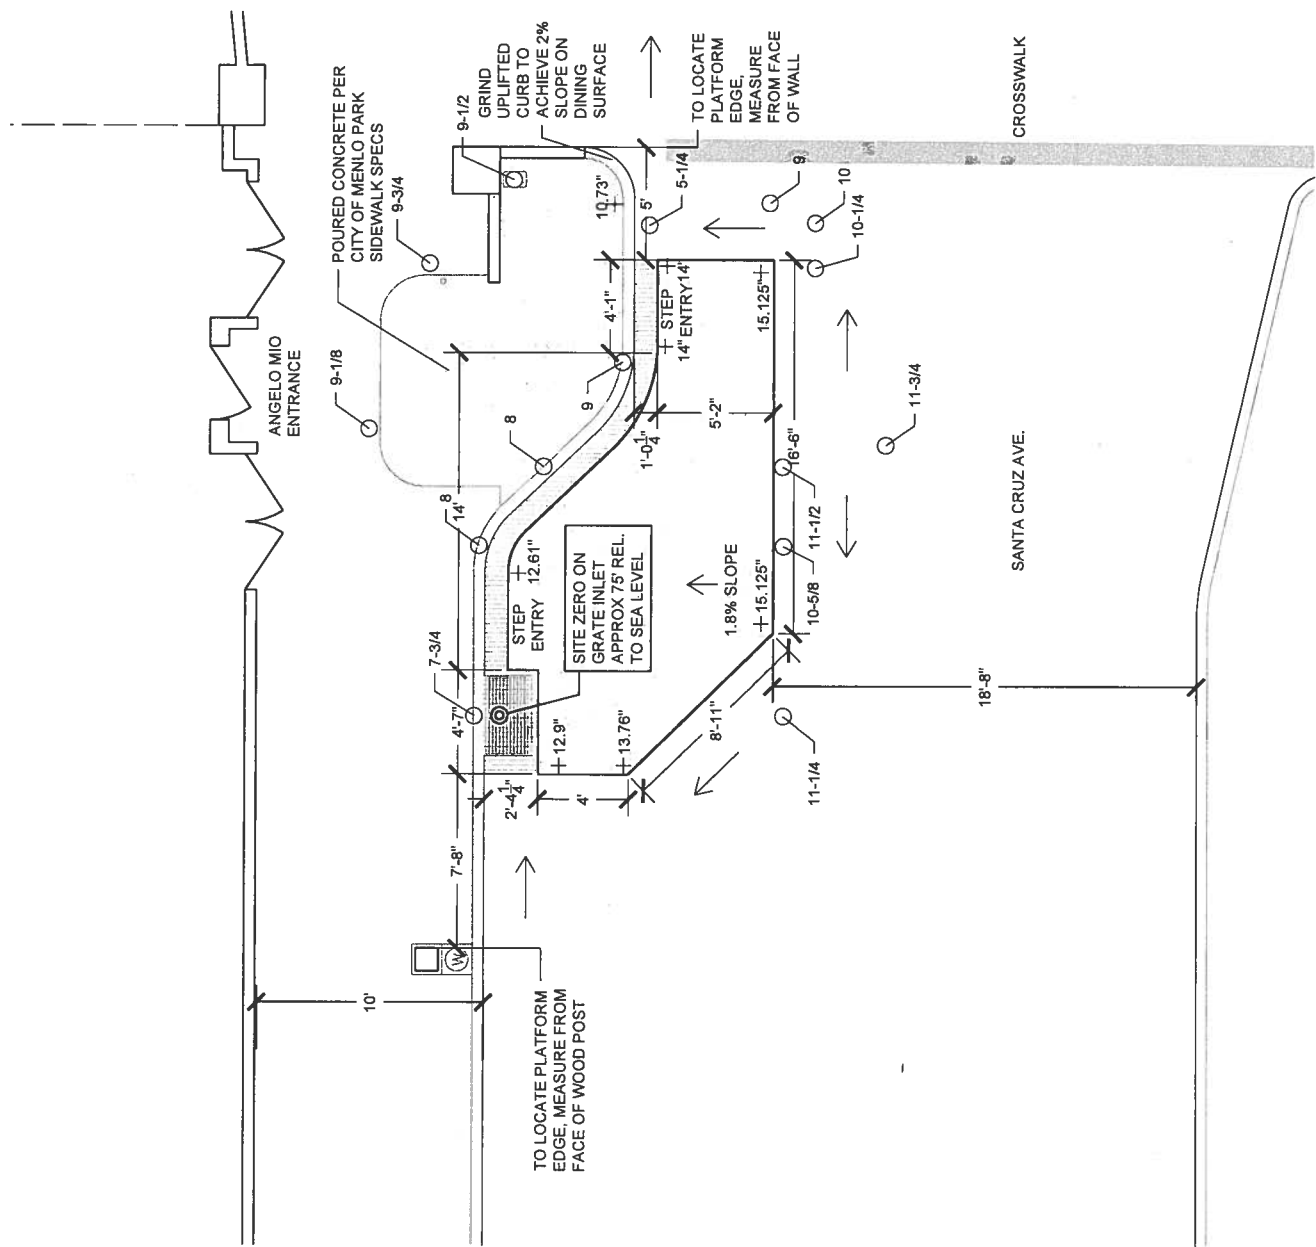 POURED CONCRETE PER
CITY OF MENLO PARK
SIDEWALK SPECS
9-3/4
9-1/2
GRIND
UPLIFTED
CURB TO
ACHIEVE 2%
SLOPE ON
DINING
SURFACE
TO LOCATE
PLATFORM
EDGE,
MEASURE
FROM FACE
OF WALL
CROSSWALK
ANGELO MIO
ENTRANCE
9-1/8
10.73"
5'
5-1/4
9
10
10-1/4
4'-1"
STEP
ENTRY
14"
14"
15.125"
9
8
8
14'
1'-0 1/4"
5'-2"
16'-6"
11-3/4
11-1/2
10-5/8
12.61"
STEP
ENTRY
SITE ZERO ON
GRATE INLET
APPROX 75' REL.
TO SEA LEVEL
1.8% SLOPE
15.125"
SANTA CRUZ AVE.
7-3/4
4'-7"
12.9"
13.76"
8'-11"
18'-8"
11-1/4
2'-4 1/4"
4'
7'-8"
W
10'
TO LOCATE PLATFORM
EDGE, MEASURE FROM
FACE OF WOOD POST